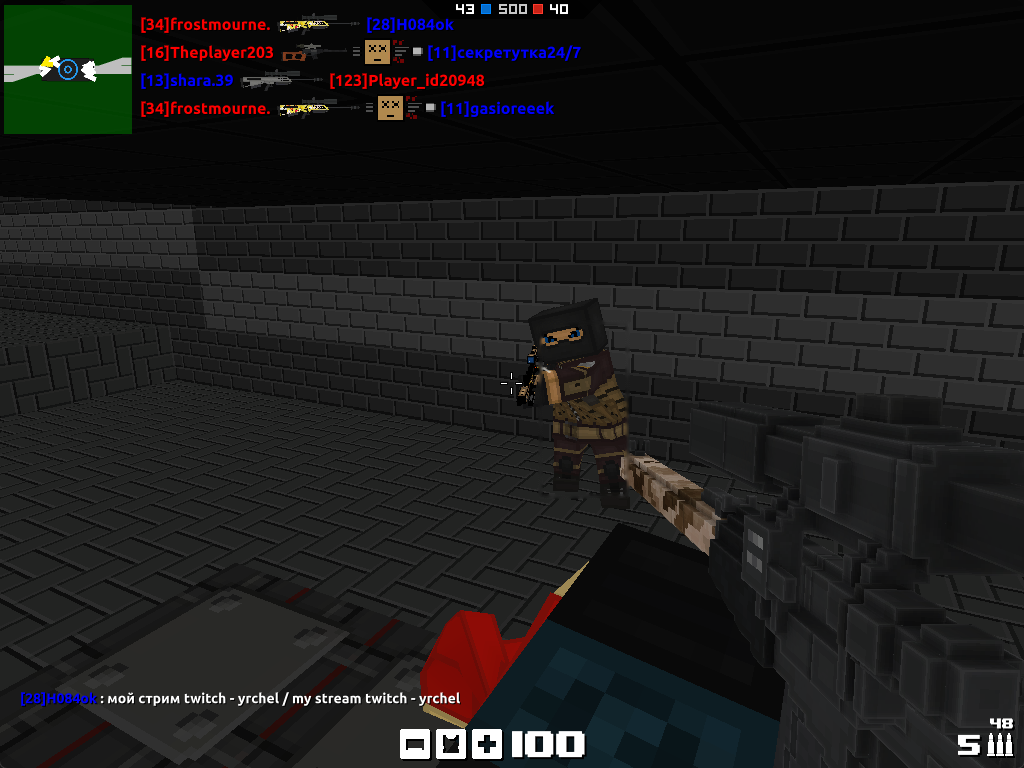 43 500 40
[34]frostmourne. [28]H084ok
[16]Theplayer203 [11]секретутка24/7
[13]shara.39 [123]Player_id20948
[34]frostmourne. [11]gasioreeek
[28]H084ok : мой стрим twitch - yrchel / my stream twitch - yrchel
100
48
5